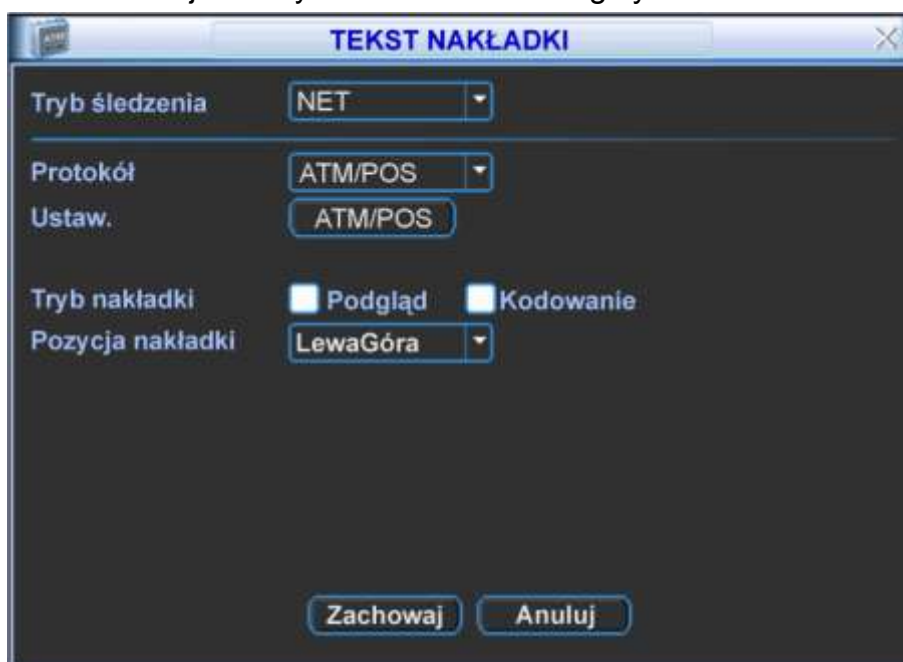 TEKST NAKŁADKI
Tryb śledzenia NET
Protokół ATM/POS
Ustaw. ATM/POS
Tryb nakładki Podgląd Kodowanie
Pozycja nakładki LewaGóra
Zachowaj Anuluj